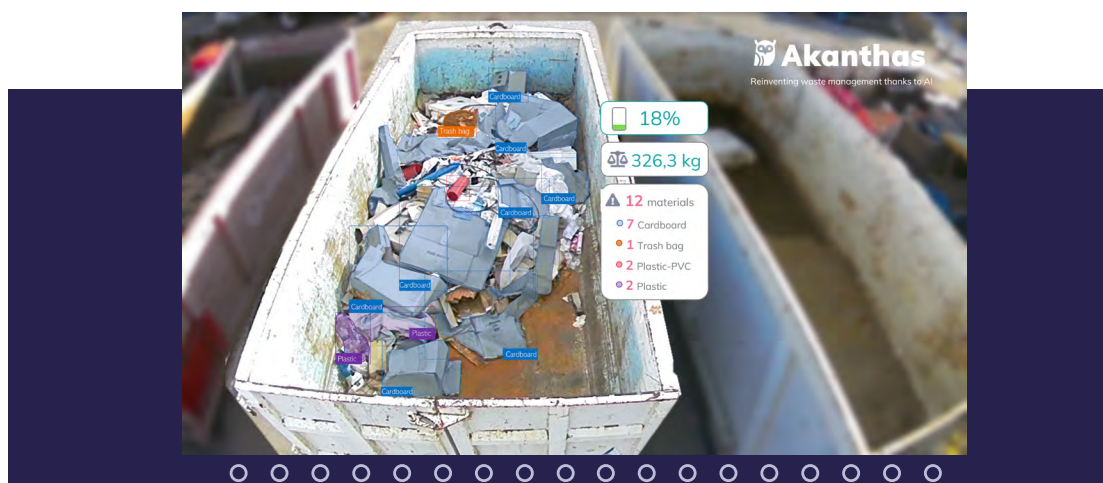 Akanthas
Reinventing waste management thanks to AI
18%
326,3 kg
12 materials
7 Cardboard
1 Trash bag
2 Plastic-PVC
2 Plastic
Cardboard
Trash bag
Cardboard
Cardboard
Cardboard
Cardboard
Cardboard
Plastic
Cardboard
Plastic
Cardboard